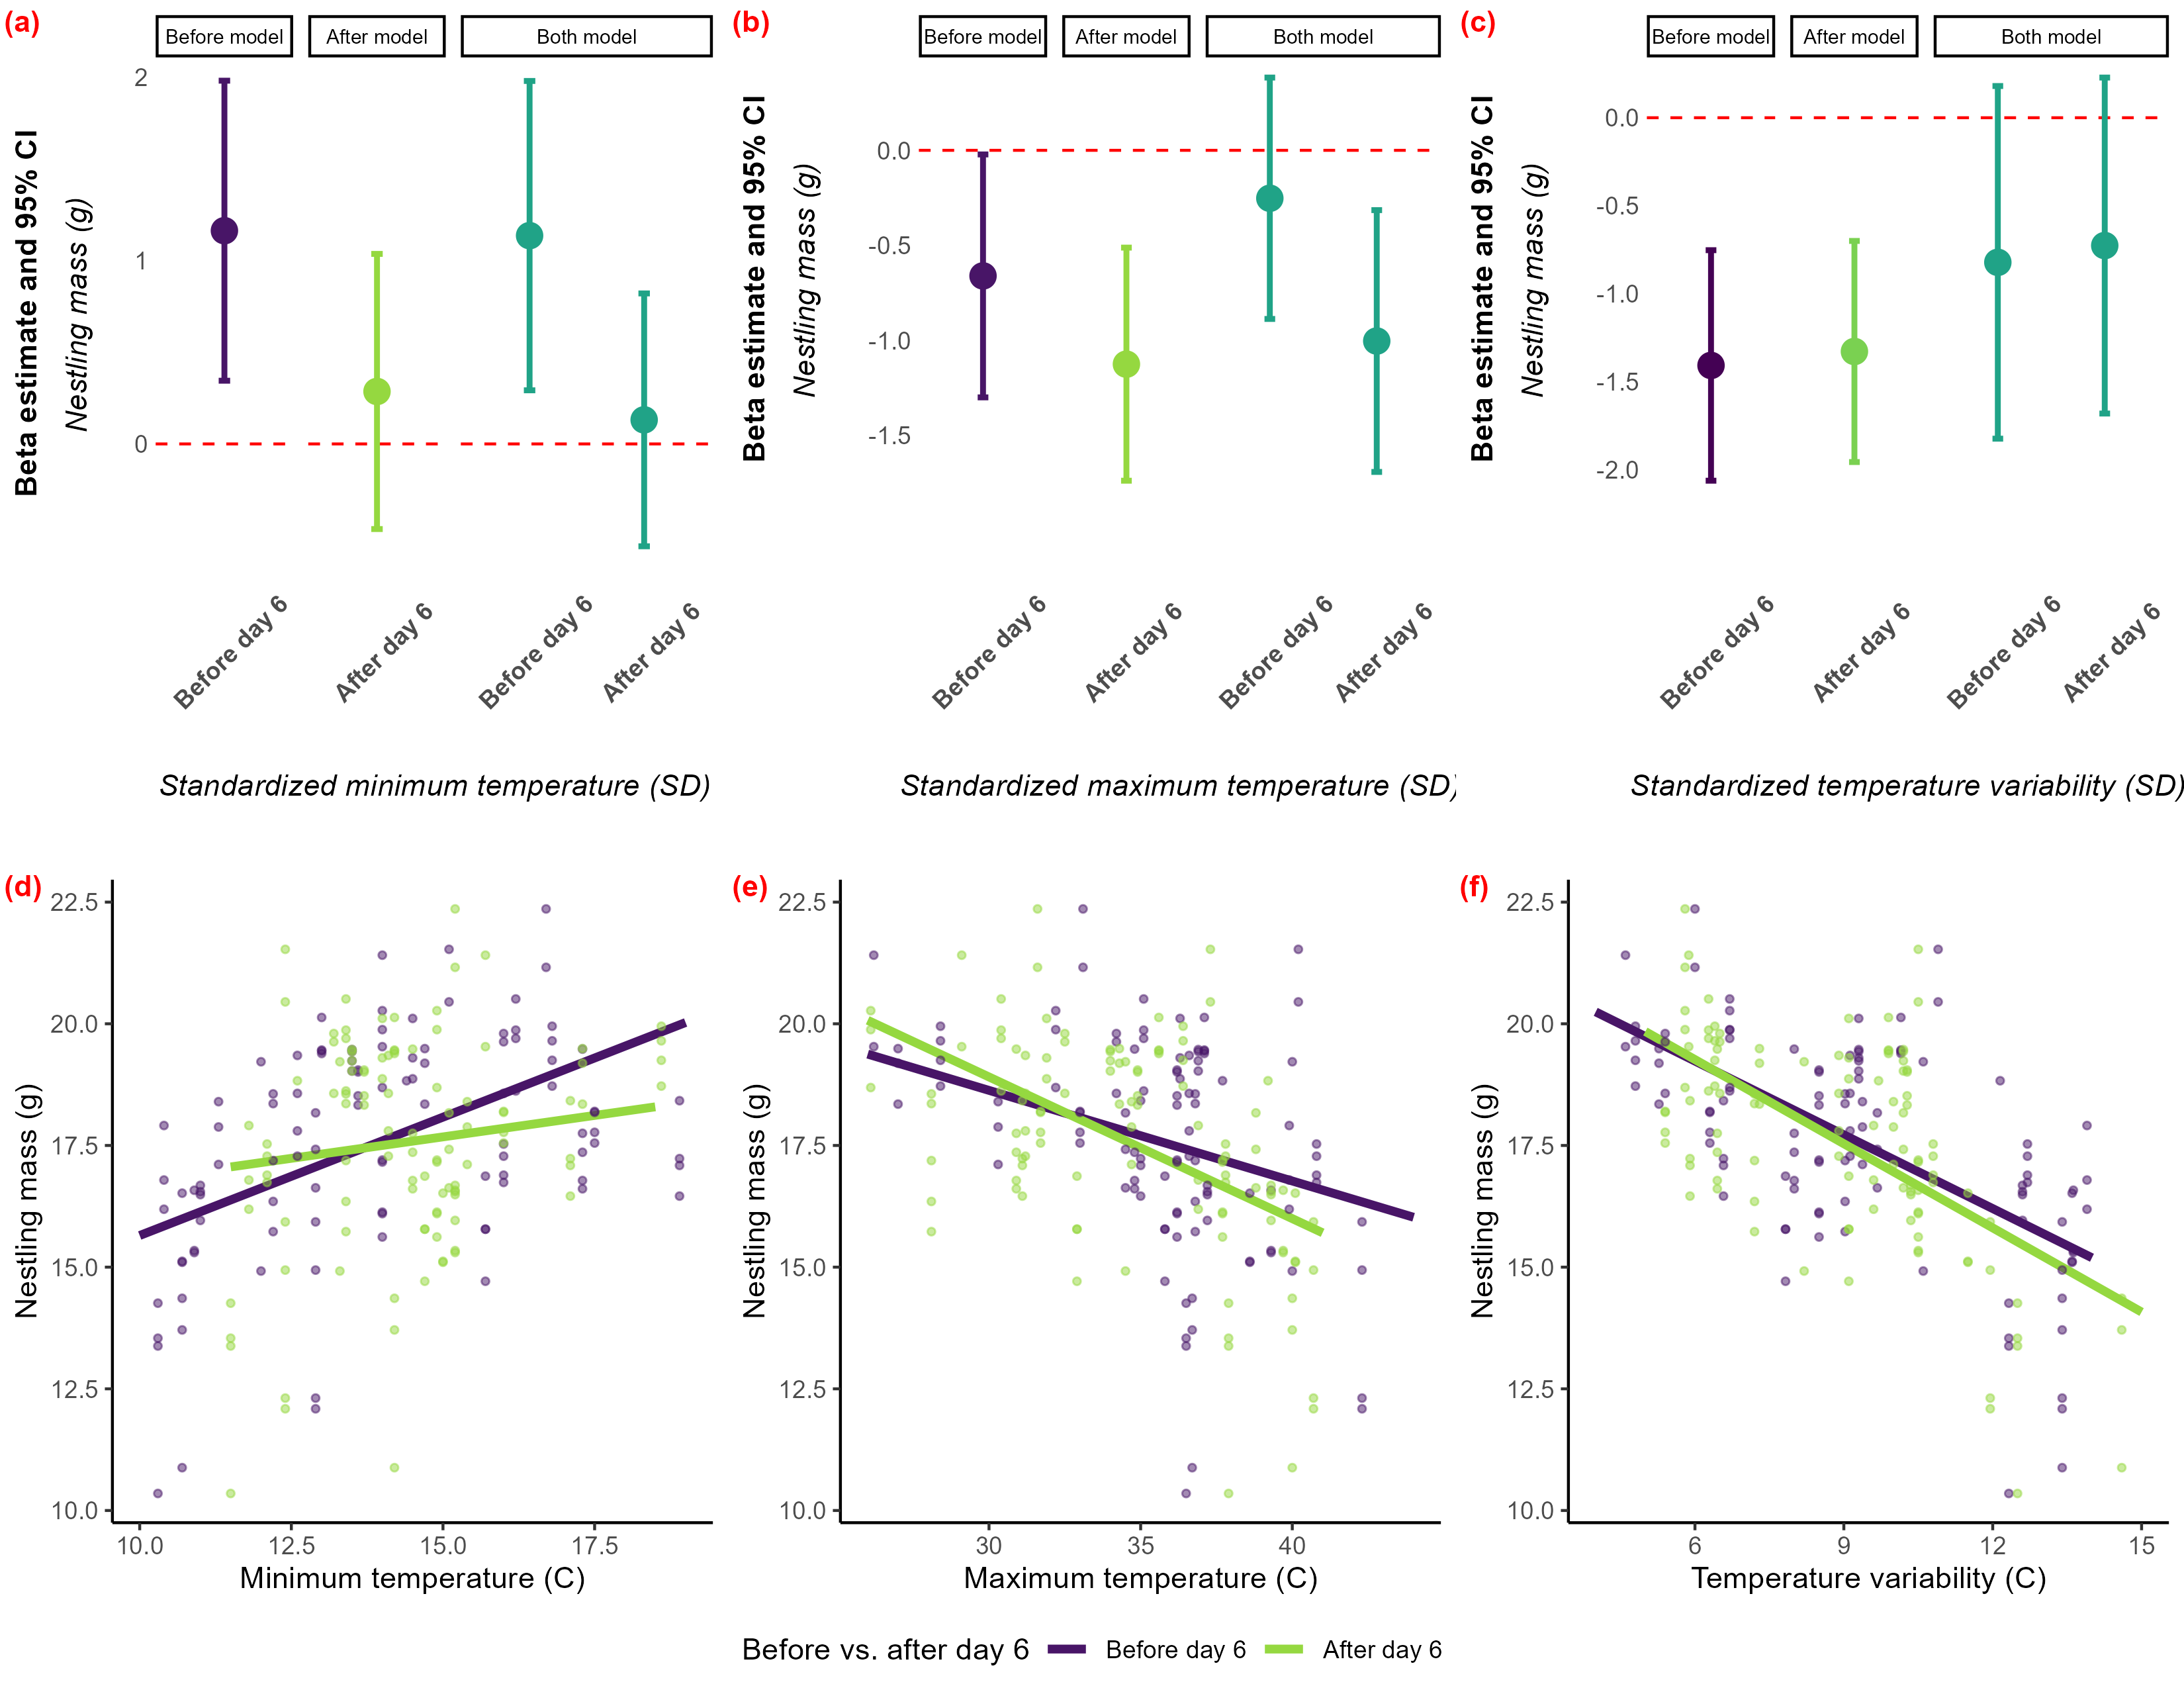 (a)
Before model
After model
Both model
Beta estimate and 95% CI
Nestling mass (g)
2
1
0
Before day 6
After day 6
Before day 6
After day 6
Standardized minimum temperature (SD)
(b)
Before model
After model
Both model
Beta estimate and 95% CI
Nestling mass (g)
0.0
-0.5
-1.0
-1.5
Before day 6
After day 6
Before day 6
After day 6
Standardized maximum temperature (SD)
(c)
Before model
After model
Both model
Beta estimate and 95% CI
Nestling mass (g)
0.0
-0.5
-1.0
-1.5
-2.0
Before day 6
After day 6
Before day 6
After day 6
Standardized temperature variability (SD)
(d)
Nestling mass (g)
22.5
20.0
17.5
15.0
12.5
10.0
10.0 12.5 15.0 17.5
Minimum temperature (C)
(e)
Nestling mass (g)
22.5
20.0
17.5
15.0
12.5
10.0
30 35 40
Maximum temperature (C)
(f)
Nestling mass (g)
22.5
20.0
17.5
15.0
12.5
10.0
6 9 12 15
Temperature variability (C)
Before vs. after day 6 Before day 6 After day 6